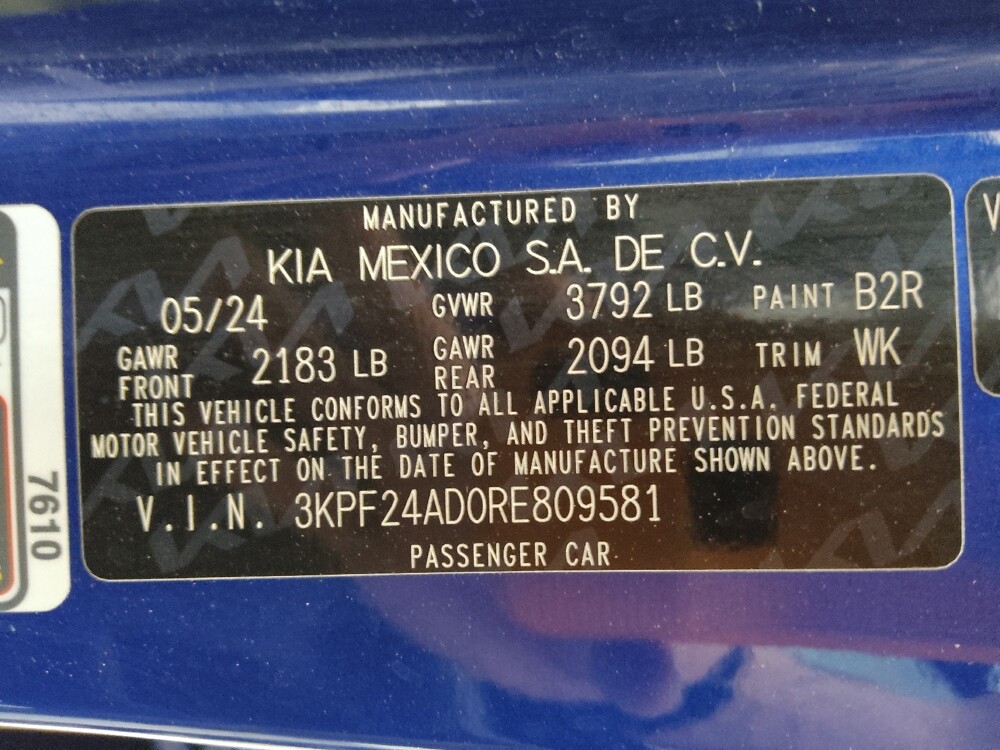 MANUFACTURED BY
KIA MEXICO S.A. DE C.V.
05/24 GVWR 3792 LB PAINT B2R
GAWR FRONT 2183 LB GAWR REAR 2094 LB TRIM WK
THIS VEHICLE CONFORMS TO ALL APPLICABLE U.S.A. FEDERAL
MOTOR VEHICLE SAFETY, BUMPER, AND THEFT PREVENTION STANDARDS
IN EFFECT ON THE DATE OF MANUFACTURE SHOWN ABOVE.
V.I.N. 3KPF24AD0RE809581
PASSENGER CAR
7610
V